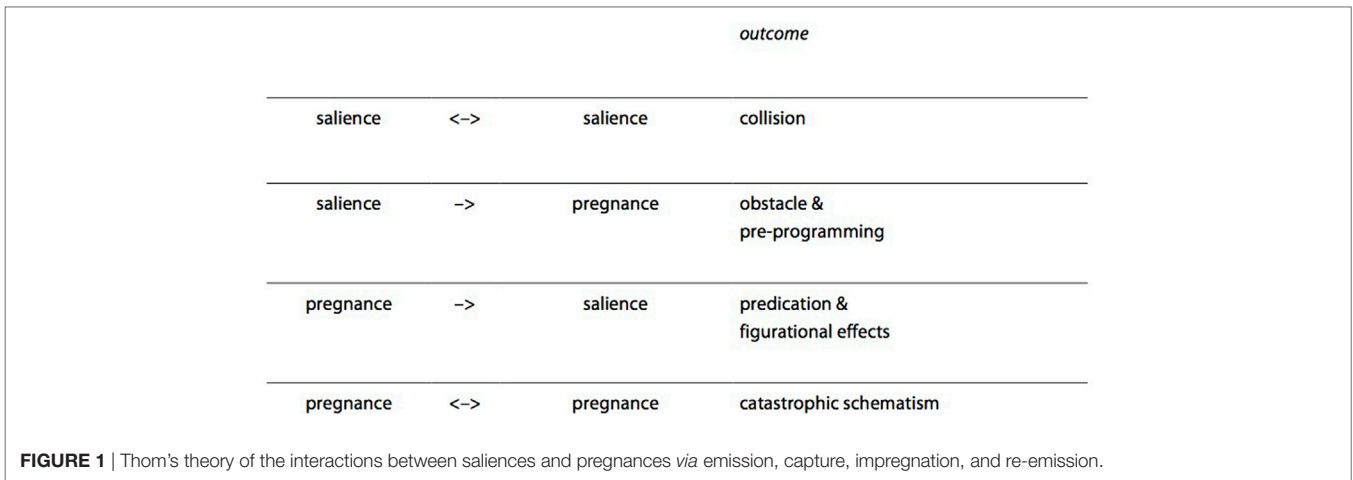 outcome
salience <–> salience collision
salience –> pregnance obstacle &
pre-programming
pregnance –> salience predication &
figurational effects
pregnance <–> pregnance catastrophic schematism
FIGURE 1 | Thom’s theory of the interactions between saliences and pregnances via emission, capture, impregnation, and re-emission.